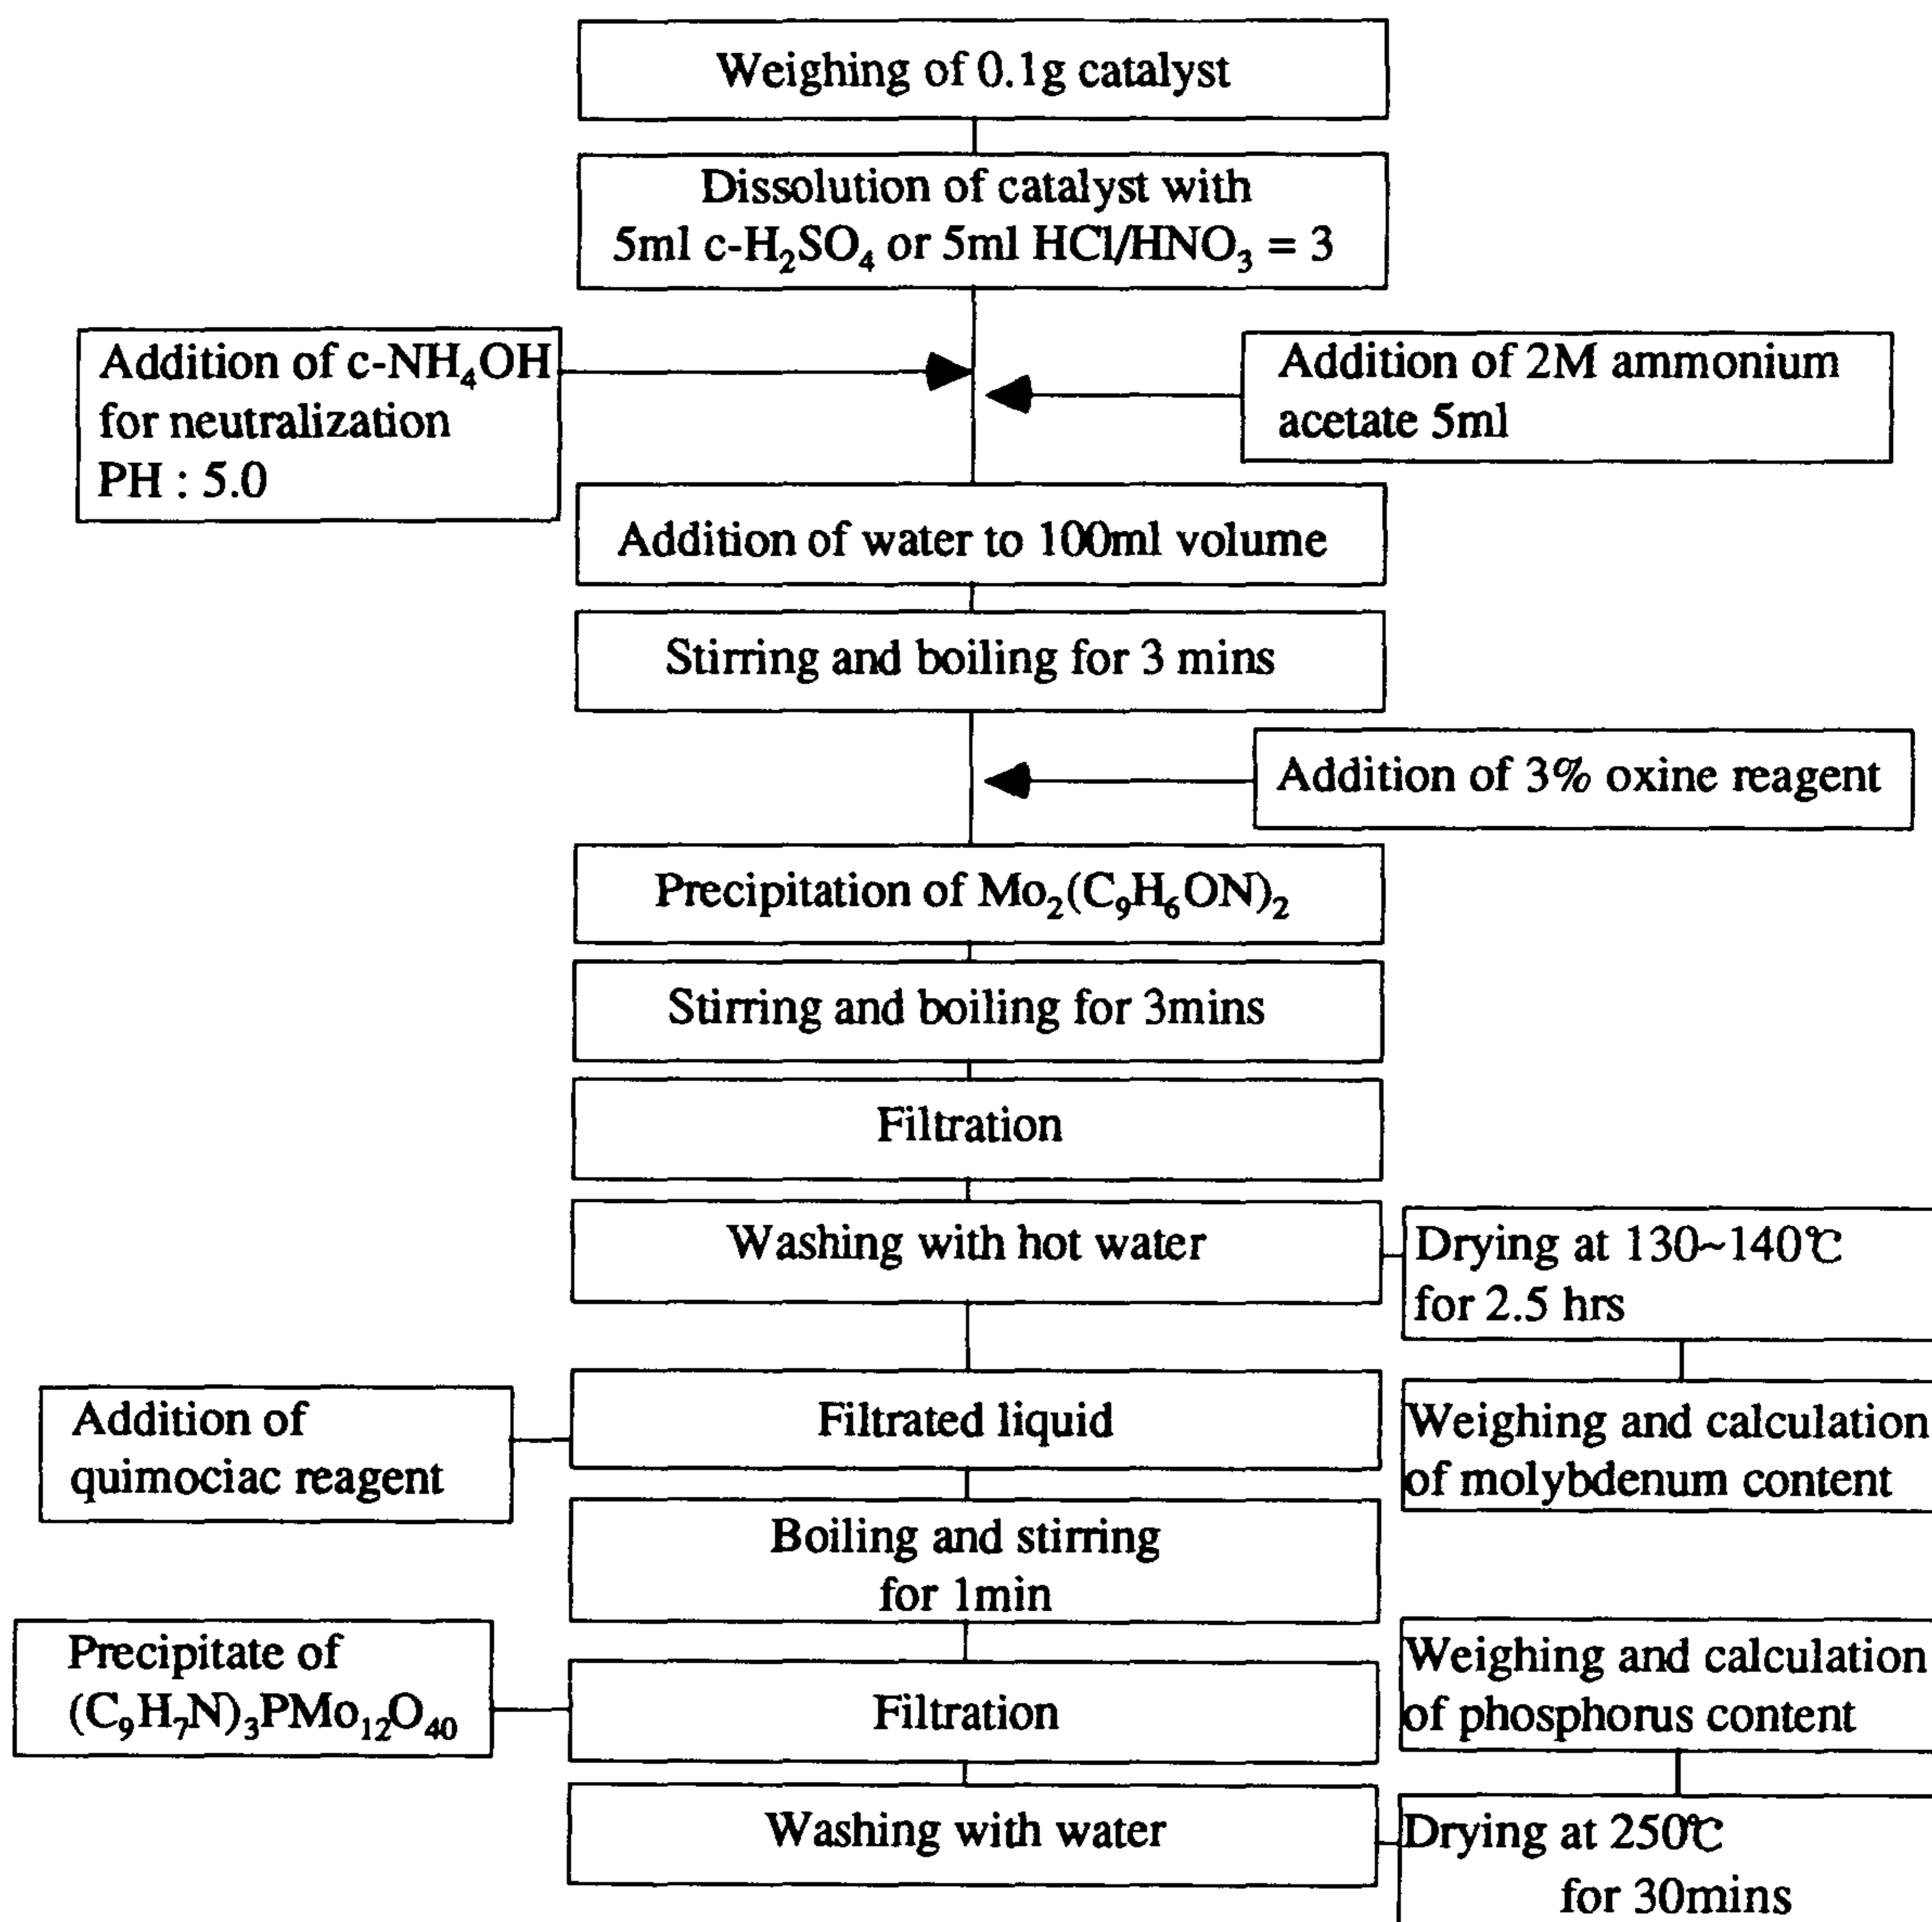 Weighing of 0.1g catalyst
Dissolution of catalyst with
5ml c-H₂SO₄ or 5ml HCl/HNO₃ = 3
Addition of c-NH₄OH
for neutralization
PH : 5.0
Addition of 2M ammonium
acetate 5ml
Addition of water to 100ml volume
Stirring and boiling for 3 mins
Addition of 3% oxine reagent
Precipitation of Mo₂(C₉H₆ON)₂
Stirring and boiling for 3mins
Filtration
Washing with hot water
Drying at 130~140℃
for 2.5 hrs
Addition of
quimociac reagent
Filtrated liquid
Weighing and calculation
of molybdenum content
Boiling and stirring
for 1min
Precipitate of
(C₉H₇N)₃PMo₁₂O₄₀
Filtration
Weighing and calculation
of phosphorus content
Washing with water
Drying at 250℃
for 30mins